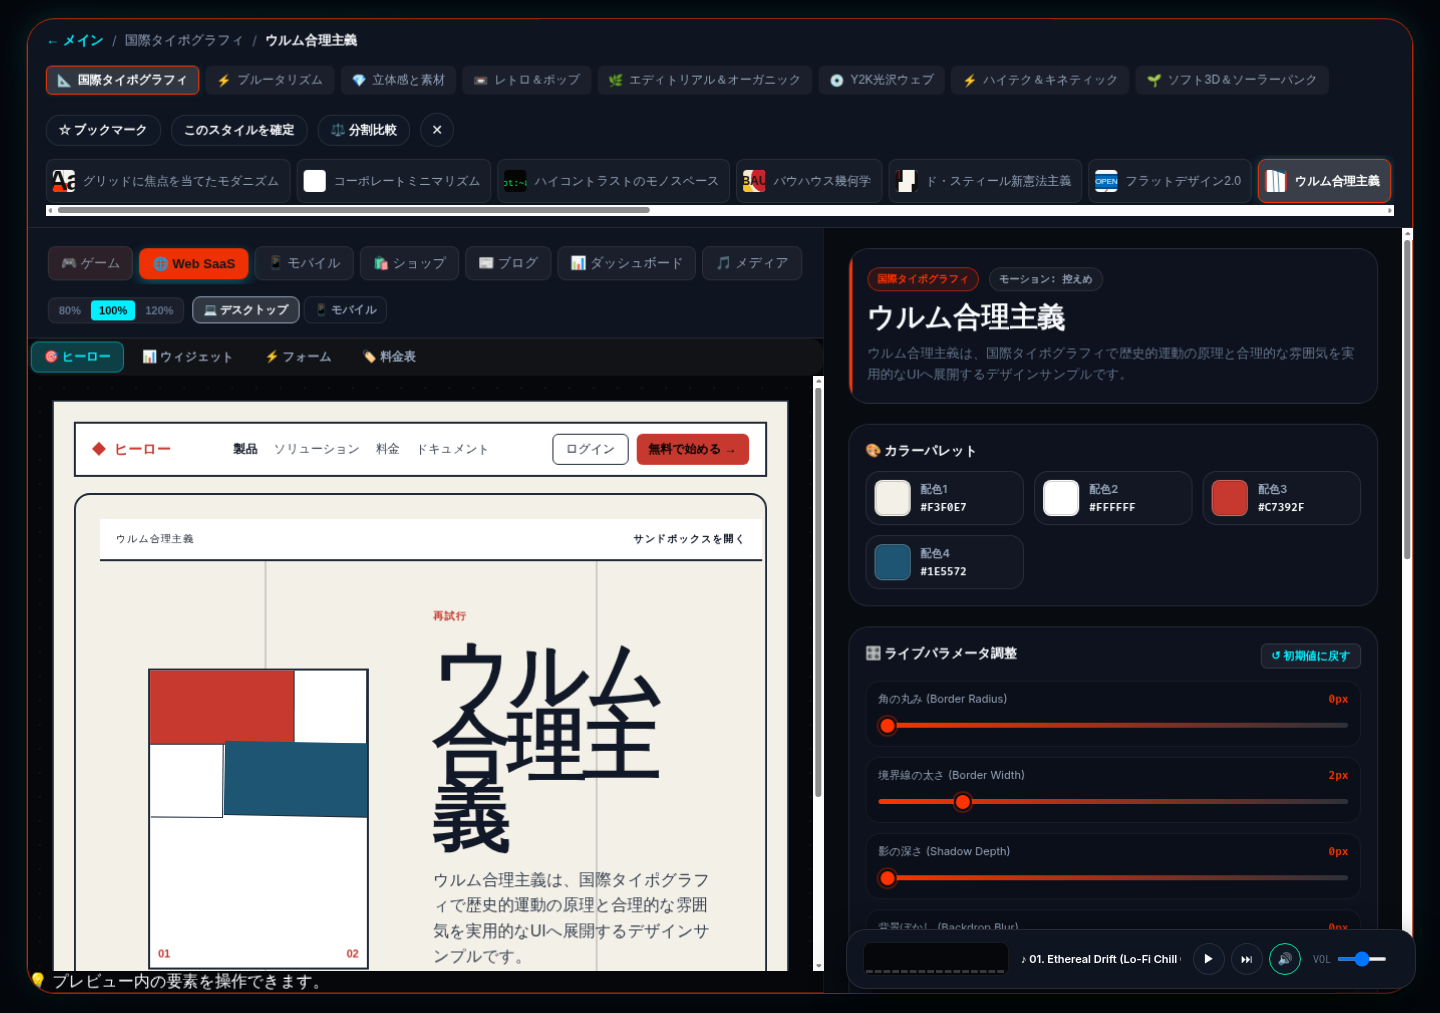 ← メイン / 国際タイポグラフィ / ウルム合理主義
国際タイポグラフィ
ブルータリズム
立体感と素材
レトロ＆ポップ
エディトリアル＆オーガニック
Y2K光沢ウェブ
ハイテク＆キネティック
ソフト3D＆ソーラーパンク
☆ ブックマーク
このスタイルを確定
分割比較
✕
グリッドに焦点を当てたモダニズム
コーポレートミニマリズム
ハイコントラストのモノスペース
BAU
バウハウス幾何学
ド・スティール新憲法主義
OPEN
フラットデザイン2.0
ウルム合理主義
ゲーム
Web SaaS
モバイル
ショップ
ブログ
ダッシュボード
メディア
80%
100%
120%
デスクトップ
モバイル
ヒーロー
ウィジェット
フォーム
料金表
◆ ヒーロー
製品
ソリューション
料金
ドキュメント
ログイン
無料で始める →
ウルム合理主義
サンドボックスを開く
再試行
ウルム
合理主
義
ウルム合理主義は、国際タイポグラフ
ィで歴史的運動の原理と合理的な雰囲
気を実用的なUIへ展開するデザインサ
ンプルです。
01
02
プレビュー内の要素を操作できます。
国際タイポグラフィ
モーション: 控えめ
ウルム合理主義
ウルム合理主義は、国際タイポグラフィで歴史的運動の原理と合理的な雰囲気を実
用的なUIへ展開するデザインサンプルです。
カラーパレット
配色1
#F3F0E7
配色2
#FFFFFF
配色3
#C7392F
配色4
#1E5572
ライブパラメータ調整
↺ 初期値に戻す
角の丸み (Border Radius)
0px
境界線の太さ (Border Width)
2px
影の深さ (Shadow Depth)
0px
背景ぼかし (Backdrop Blur)
0px
♪ 01. Ethereal Drift (Lo-Fi Chill
VOL